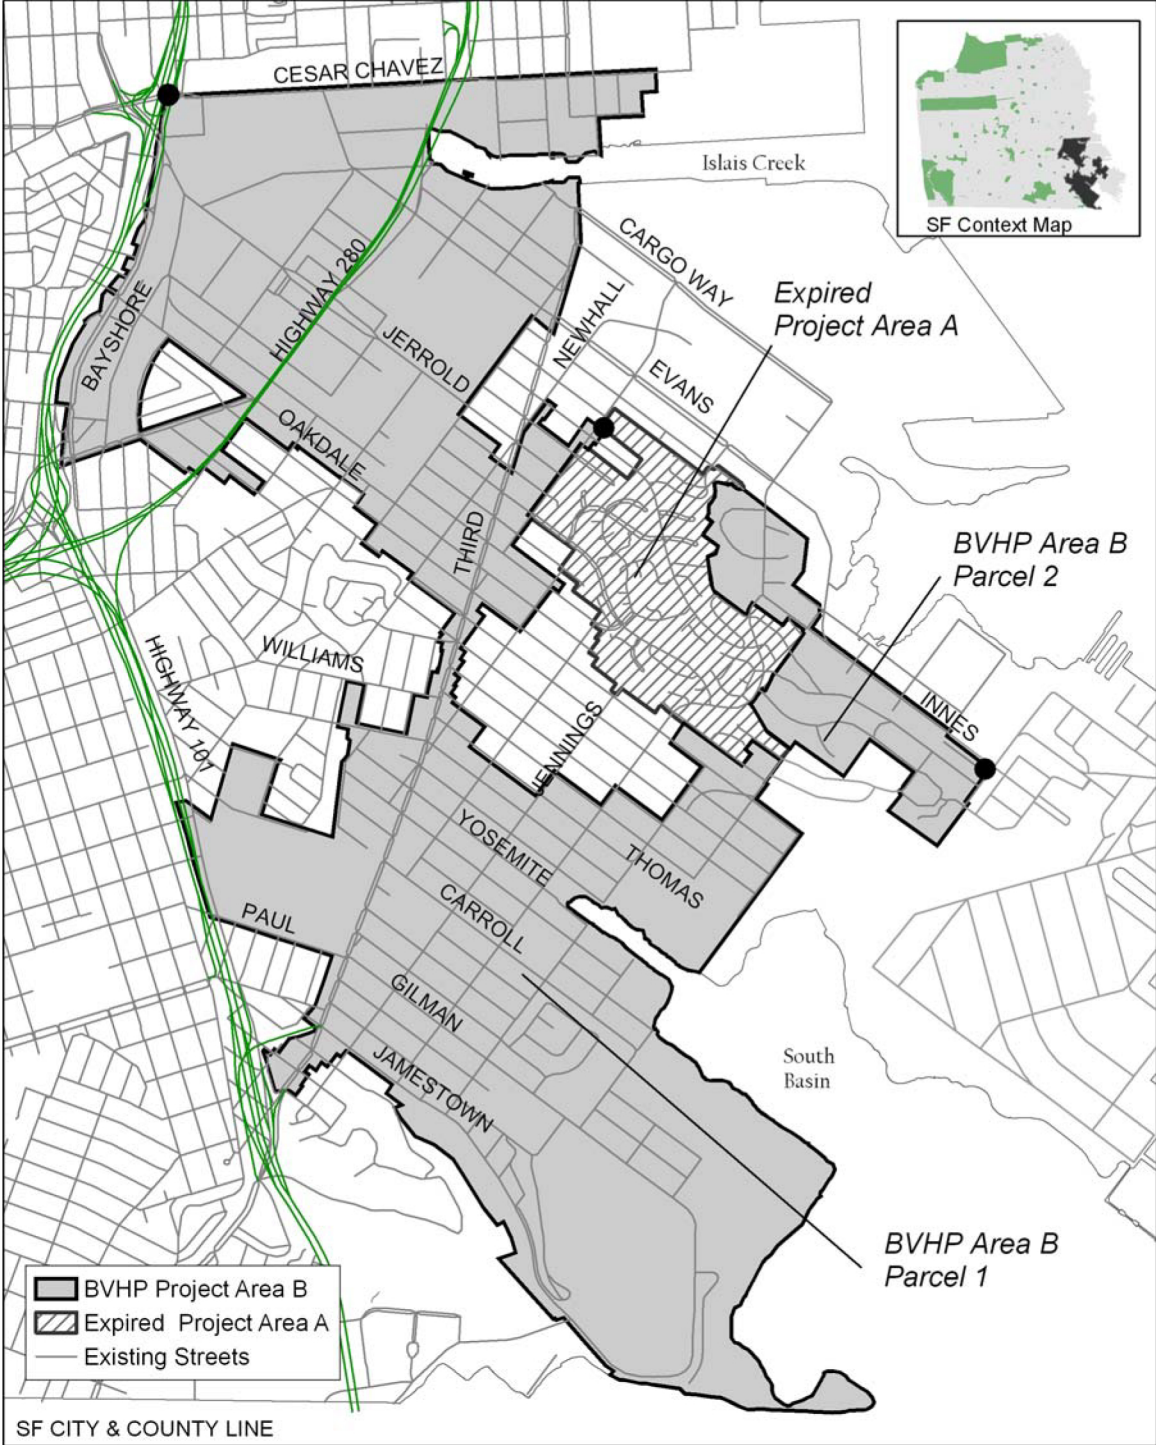 CESAR CHAVEZ
Islais Creek
SF Context Map
CARGO WAY
HIGHWAY 280
NEWHALL
Expired
Project Area A
BAYSHORE
JERROLD
EVANS
OAKDALE
THIRD
BVHP Area B
Parcel 2
WILLIAMS
HIGHWAY 101
INNES
JENNINGS
YOSEMITE
THOMAS
CARROLL
PAUL
GILMAN
JAMESTOWN
South
Basin
BVHP Area B
Parcel 1
BVHP Project Area B
Expired Project Area A
Existing Streets
SF CITY & COUNTY LINE